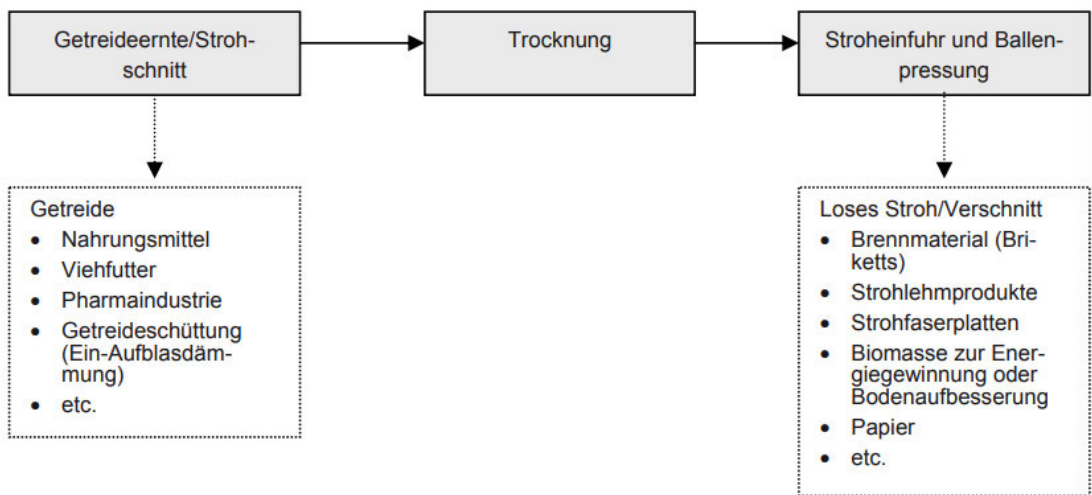 Getreideernte/Stroh-
schnitt
Trocknung
Stroheinfuhr und Ballen-
pressung
Getreide
• Nahrungsmittel
• Viehfutter
• Pharmaindustrie
• Getreideschüttung
(Ein-Aufblasdäm-
mung)
• etc.
Loses Stroh/Verschnitt
• Brennmaterial (Bri-
ketts)
• Strohlehmprodukte
• Strohfaserplatten
• Biomasse zur Ener-
giegewinnung oder
Bodenaufbesserung
• Papier
• etc.